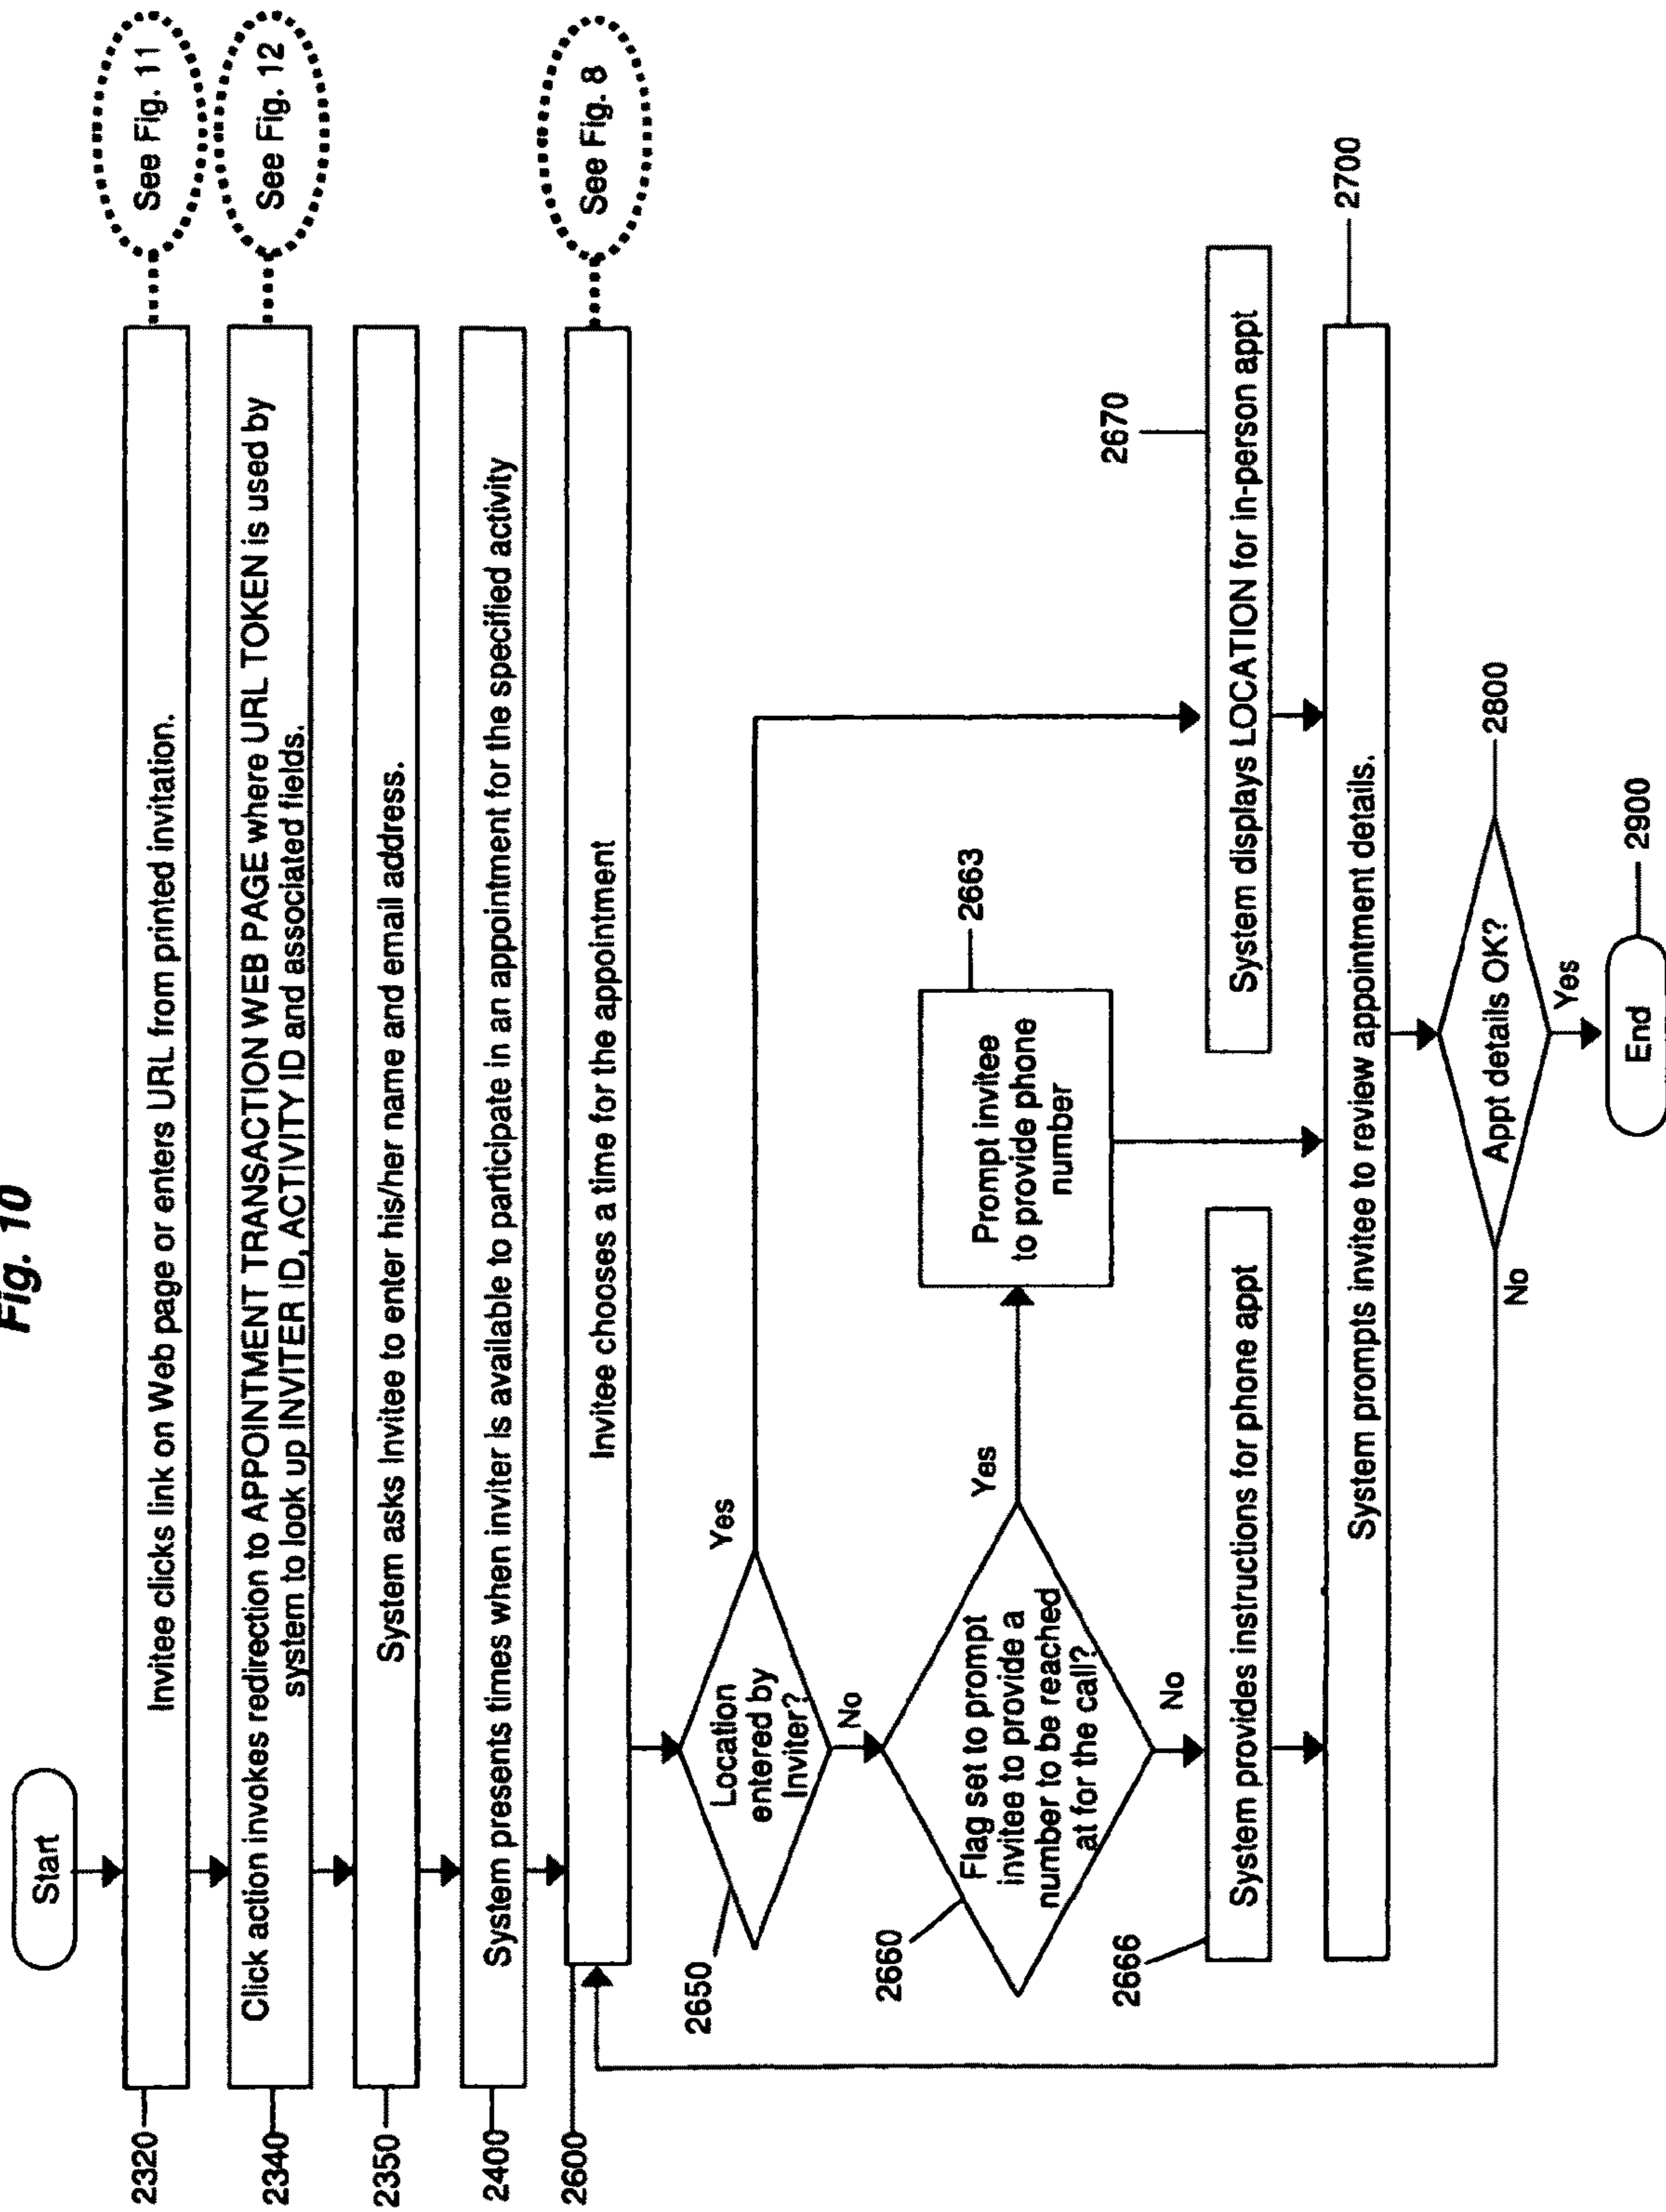 Fig. 10
Start
2320
Invitee clicks link on Web page or enters URL from printed invitation.
See Fig. 11
2340
Click action invokes redirection to APPOINTMENT TRANSACTION WEB PAGE where URL TOKEN is used by
system to look up INVITER ID, ACTIVITY ID and associated fields.
See Fig. 12
2350
System asks Invitee to enter his/her name and email address.
2400
System presents times when inviter is available to participate in an appointment for the specified activity
2600
Invitee chooses a time for the appointment
See Fig. 8
2650
Location
entered by
Inviter?
Yes
No
2660
Flag set to prompt
invitee to provide a
number to be reached
at for the call?
Yes
No
Prompt invitee
to provide phone
number
2663
2666
System provides instructions for phone appt
2670
System displays LOCATION for in-person appt
System prompts invitee to review appointment details.
2700
Appt details OK?
2800
No
Yes
End
2900